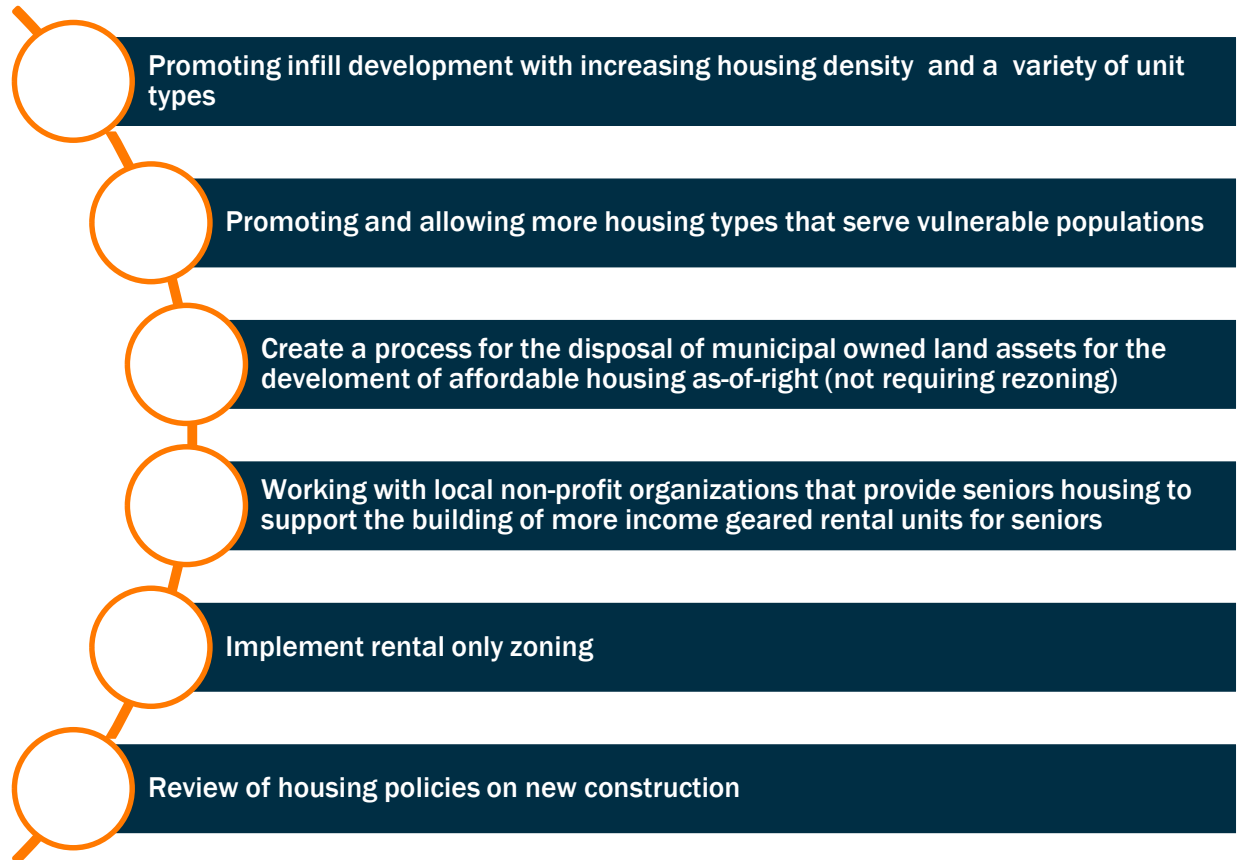 Promoting infill development with increasing housing density and a variety of unit
types
Promoting and allowing more housing types that serve vulnerable populations
Create a process for the disposal of municipal owned land assets for the
develoment of affordable housing as-of-right (not requiring rezoning)
Working with local non-profit organizations that provide seniors housing to
support the building of more income geared rental units for seniors
Implement rental only zoning
Review of housing policies on new construction